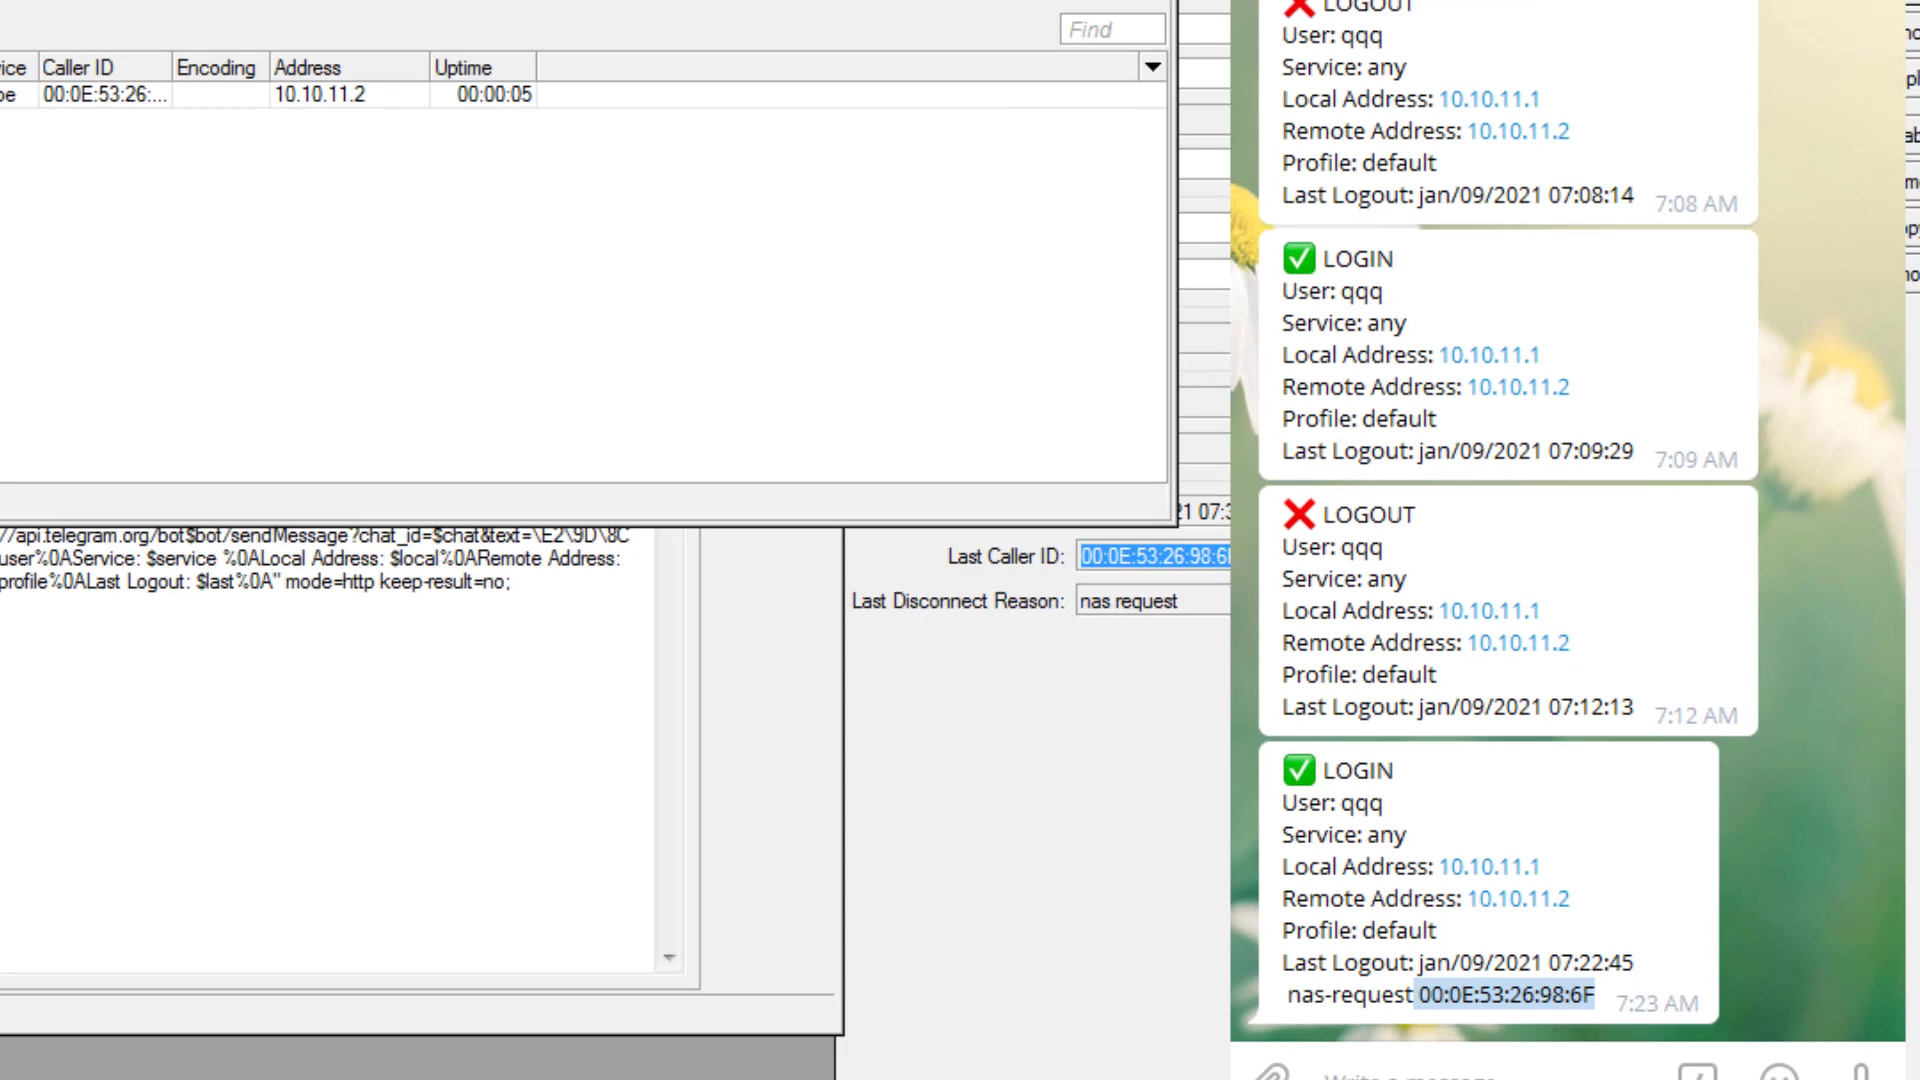 Find
Caller ID
Encoding
Address
Uptime
00:0E:53:26:...
10.10.11.2
00:00:05
//api.telegram.org/bot$bot/sendMessage?chat_id=$chat&text=\E2\9D\8C
user%0AService: $service %0ALocal Address: $local%0ARemote Address:
profile%0ALast Logout: $last%0A" mode=http keep-result=no;
Last Caller ID: 00:0E:53:26:98:6
Last Disconnect Reason: nas request
LOGOUT
User: qqq
Service: any
Local Address: 10.10.11.1
Remote Address: 10.10.11.2
Profile: default
Last Logout: jan/09/2021 07:08:14
7:08 AM
LOGIN
User: qqq
Service: any
Local Address: 10.10.11.1
Remote Address: 10.10.11.2
Profile: default
Last Logout: jan/09/2021 07:09:29
7:09 AM
LOGOUT
User: qqq
Service: any
Local Address: 10.10.11.1
Remote Address: 10.10.11.2
Profile: default
Last Logout: jan/09/2021 07:12:13
7:12 AM
LOGIN
User: qqq
Service: any
Local Address: 10.10.11.1
Remote Address: 10.10.11.2
Profile: default
Last Logout: jan/09/2021 07:22:45
nas-request 00:0E:53:26:98:6F
7:23 AM